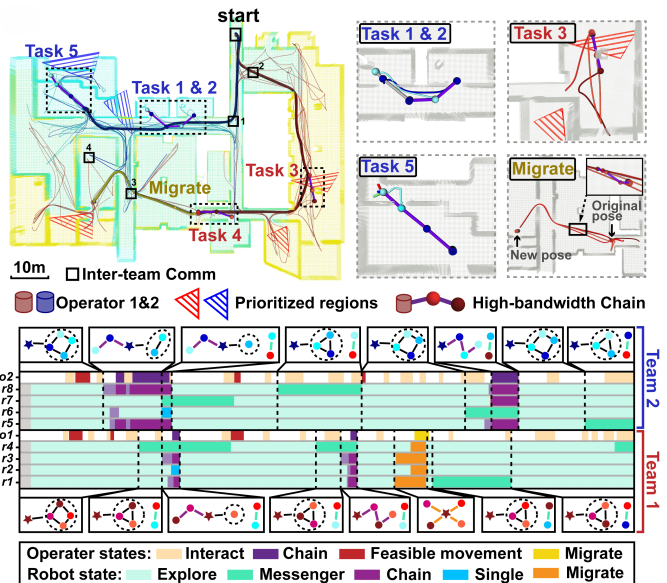 start
Task 5
Task 1 & 2
2
1
4
3
Migrate
Task 3
Task 4
10m
Inter-team Comm
Task 1 & 2
Task 3
Task 5
Migrate
Original
pose
New pose
Operator 1&2
Prioritized regions
High-bandwidth Chain
o2
r8
r7
r6
r5
Team 2
o1
r4
r3
r2
r1
Team 1
Operater states: Interact Chain Feasible movement Migrate
Robot state: Explore Messenger Chain Single Migrate